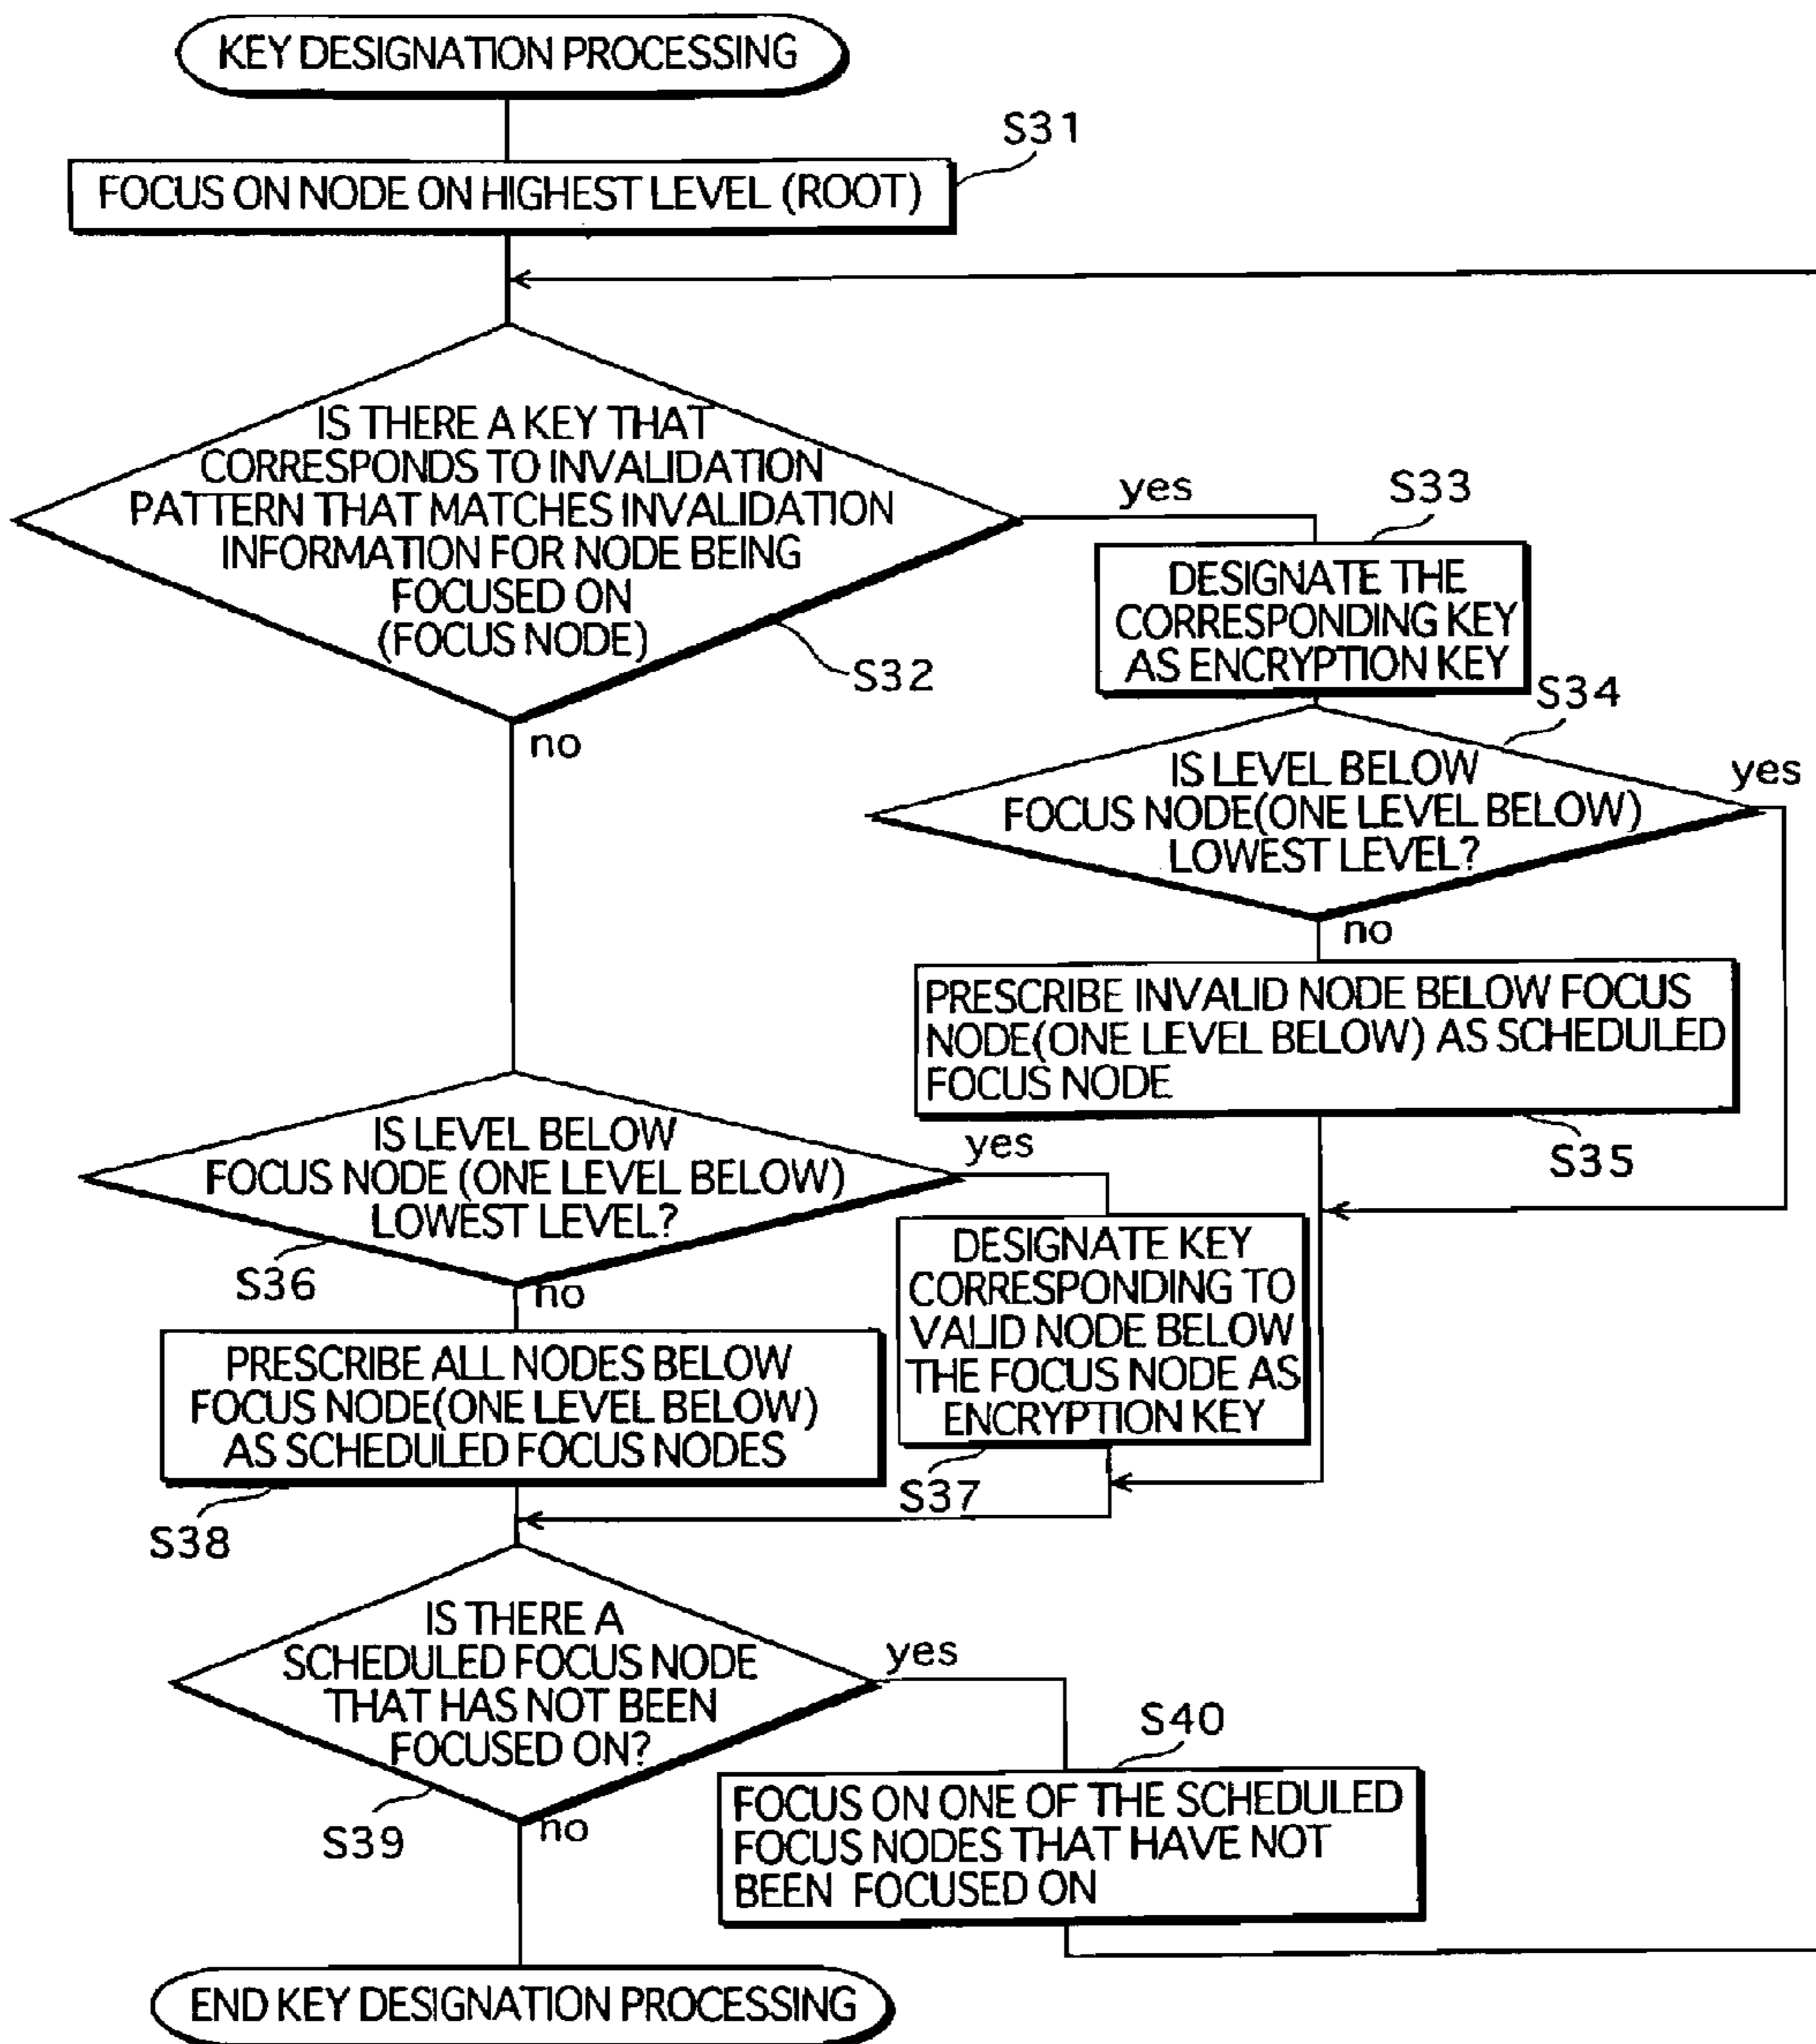 KEY DESIGNATION PROCESSING
S31
FOCUS ON NODE ON HIGHEST LEVEL (ROOT)
IS THERE A KEY THAT
CORRESPONDS TO INVALIDATION
PATTERN THAT MATCHES INVALIDATION
INFORMATION FOR NODE BEING
FOCUSED ON
(FOCUS NODE)
S32
yes
no
S33
DESIGNATE THE
CORRESPONDING KEY
AS ENCRYPTION KEY
S34
IS LEVEL BELOW
FOCUS NODE(ONE LEVEL BELOW)
LOWEST LEVEL?
yes
no
PRESCRIBE INVALID NODE BELOW FOCUS
NODE(ONE LEVEL BELOW) AS SCHEDULED
FOCUS NODE
S35
IS LEVEL BELOW
FOCUS NODE (ONE LEVEL BELOW)
LOWEST LEVEL?
yes
S36
no
DESIGNATE KEY
CORRESPONDING TO
VALID NODE BELOW
THE FOCUS NODE AS
ENCRYPTION KEY
S37
PRESCRIBE ALL NODES BELOW
FOCUS NODE(ONE LEVEL BELOW)
AS SCHEDULED FOCUS NODES
S38
IS THERE A
SCHEDULED FOCUS NODE
THAT HAS NOT BEEN
FOCUSED ON?
yes
S39
no
S40
FOCUS ON ONE OF THE SCHEDULED
FOCUS NODES THAT HAVE NOT
BEEN FOCUSED ON
END KEY DESIGNATION PROCESSING